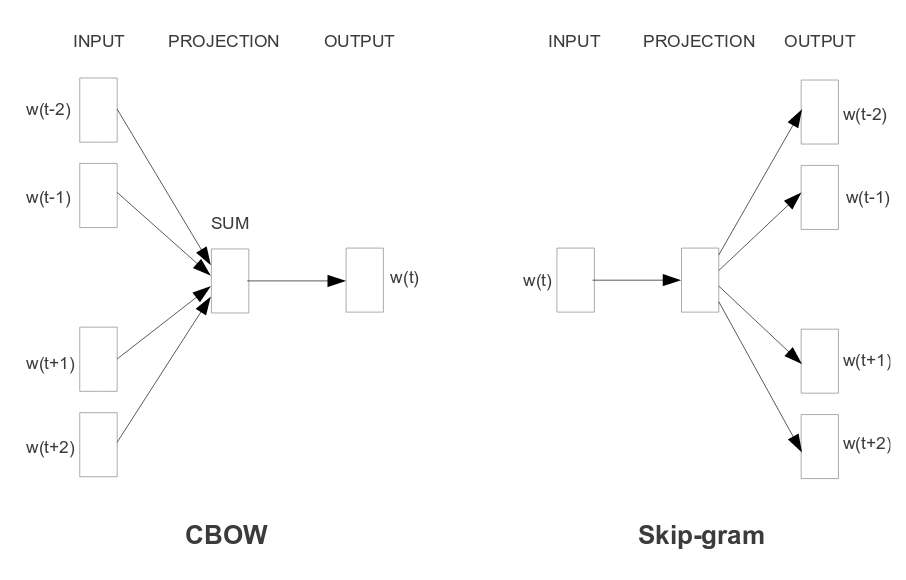 INPUT PROJECTION OUTPUT
w(t-2)
w(t-1)
SUM
w(t)
w(t+1)
w(t+2)
CBOW
INPUT PROJECTION OUTPUT
w(t-2)
w(t-1)
w(t)
w(t+1)
w(t+2)
Skip-gram